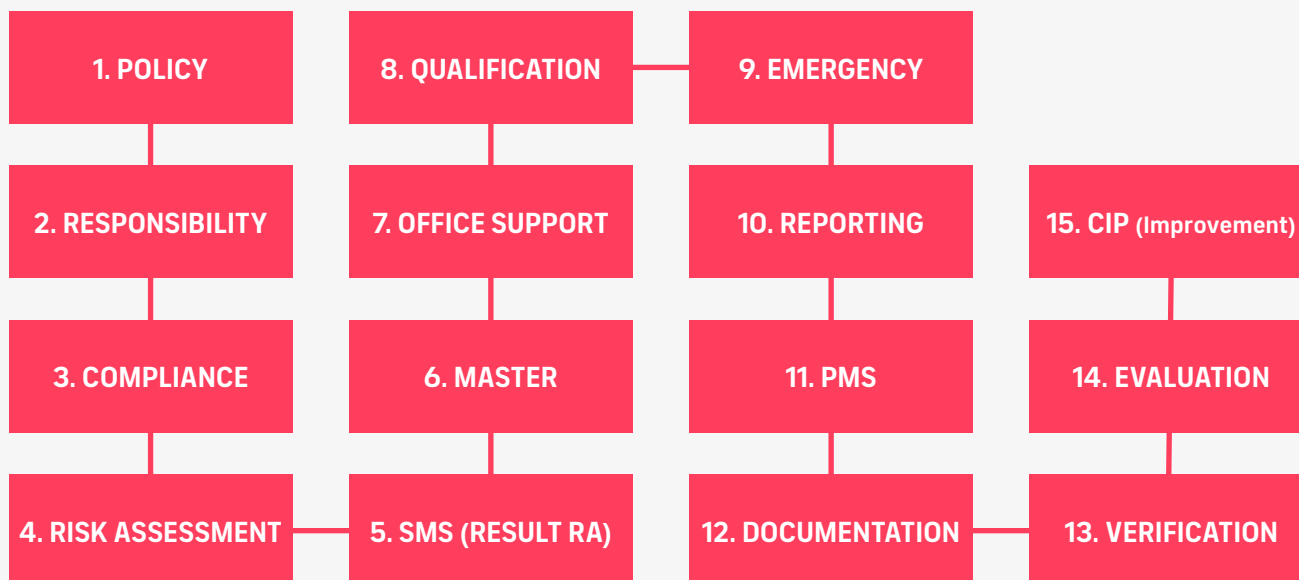 1. POLICY
2. RESPONSIBILITY
3. COMPLIANCE
4. RISK ASSESSMENT
5. SMS (RESULT RA)
6. MASTER
7. OFFICE SUPPORT
8. QUALIFICATION
9. EMERGENCY
10. REPORTING
11. PMS
12. DOCUMENTATION
13. VERIFICATION
14. EVALUATION
15. CIP (Improvement)